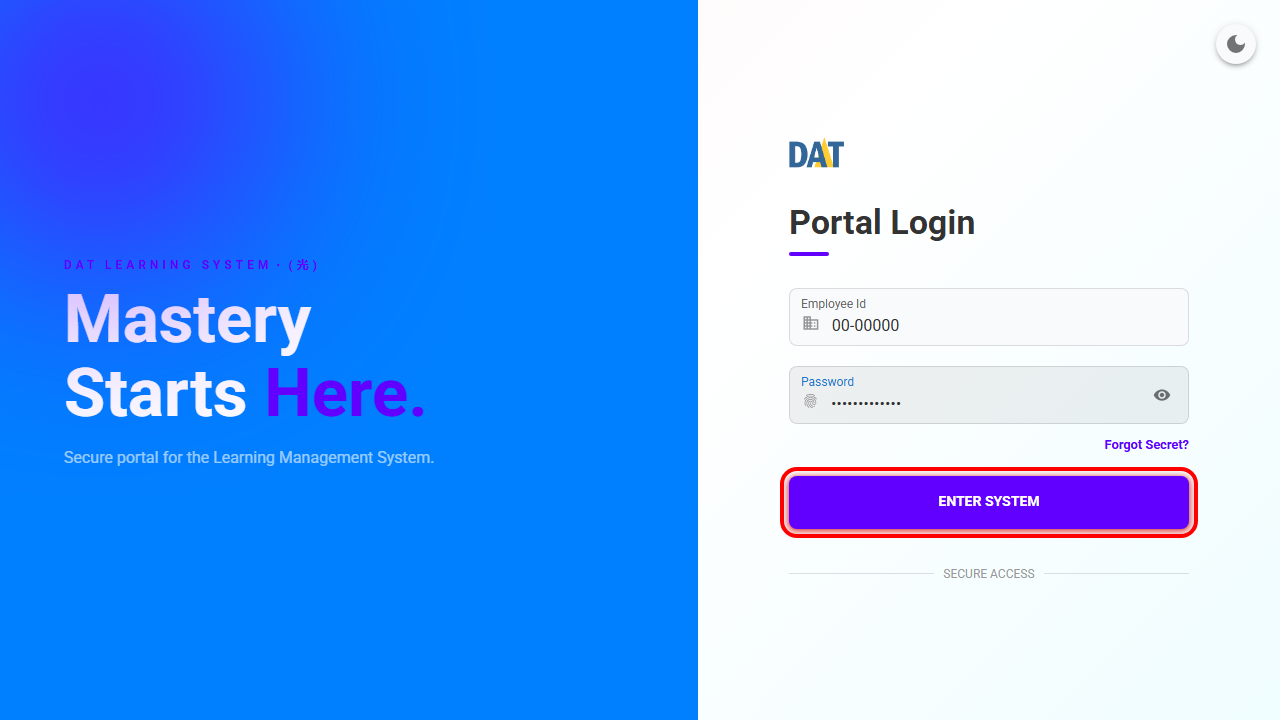 DAT LEARNING SYSTEM · (光)
Mastery
Starts Here.
Secure portal for the Learning Management System.
DAT
Portal Login
Employee Id
00-00000
Password
•••••••••••••
Forgot Secret?
ENTER SYSTEM
SECURE ACCESS